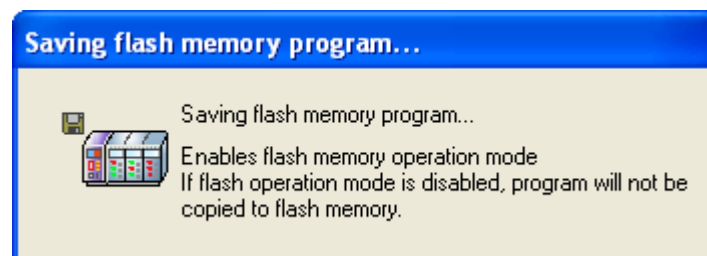 Saving flash memory program...
Saving flash memory program...
Enables flash memory operation mode
If flash operation mode is disabled, program will not be
copied to flash memory.